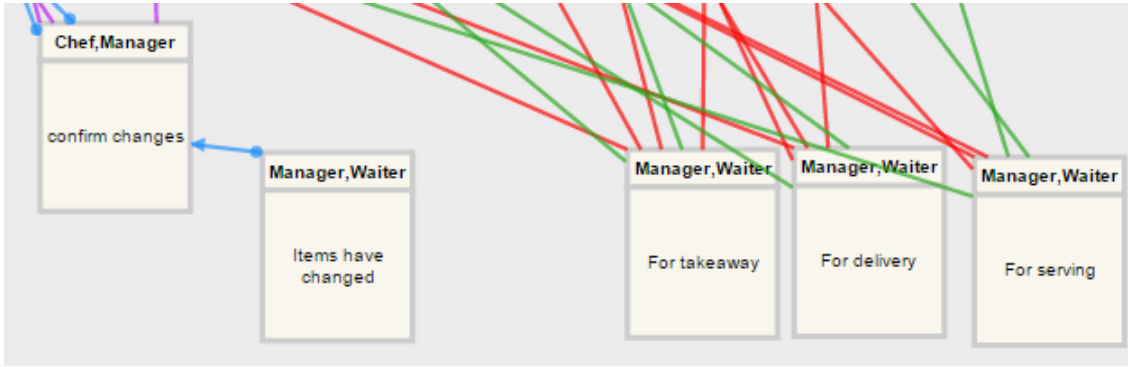 Chef,Manager
confirm changes
Manager,Waiter
Items have
changed
Manager,Waiter
For takeaway
Manager,Waiter
For delivery
Manager,Waiter
For serving